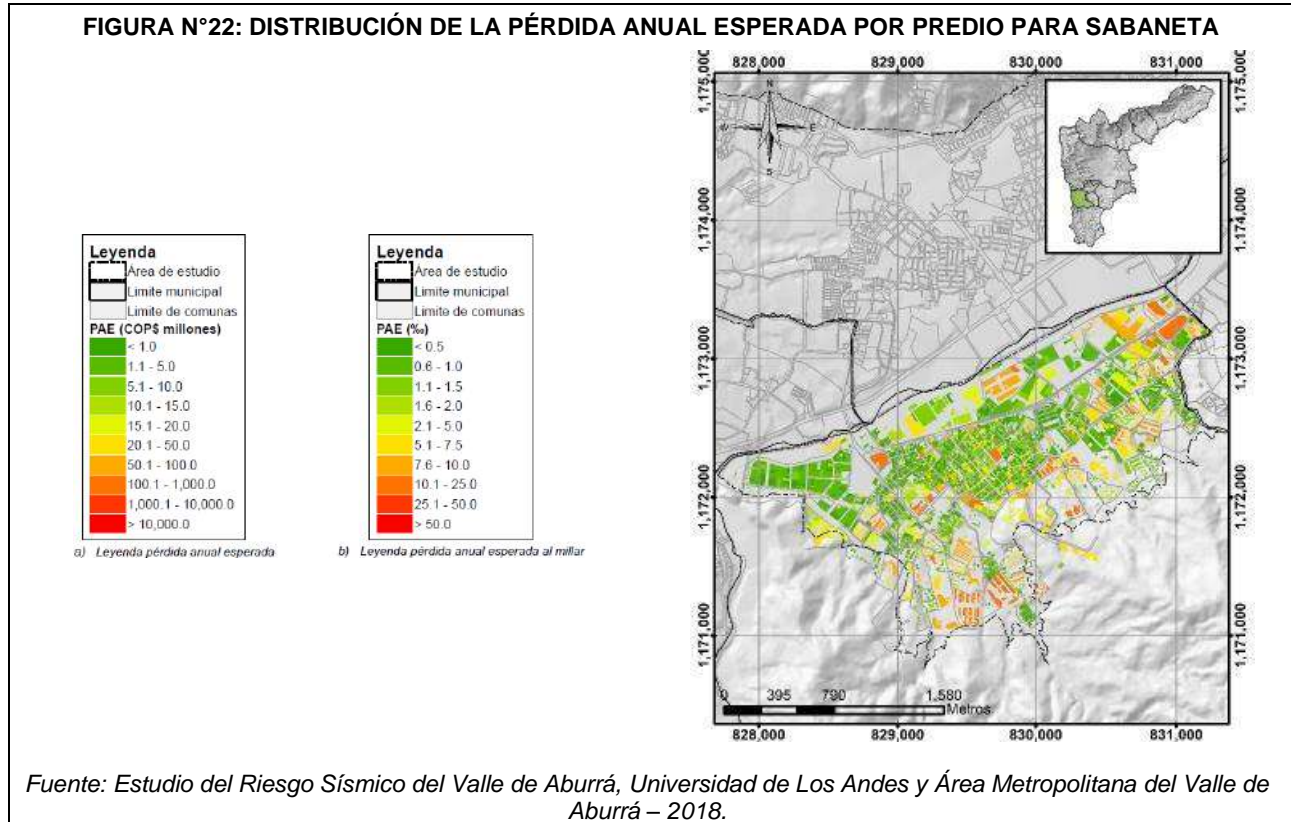 FIGURA N°22: DISTRIBUCIÓN DE LA PÉRDIDA ANUAL ESPERADA POR PREDIO PARA SABANETA
828,000 829,000 830,000 831,000
1,175,000
1,174,000
1,173,000
1,172,000
1,171,000
N
W E
S
1,175,000
1,174,000
1,173,000
1,172,000
1,171,000
Leyenda
Área de estudio
Limite municipal
Limite de comunas
PAE (COP$ millones)
< 1.0
1.1 - 5.0
5.1 - 10.0
10.1 - 15.0
15.1 - 20.0
20.1 - 50.0
50.1 - 100.0
100.1 - 1,000.0
1,000.1 - 10,000.0
> 10,000.0
a) Leyenda pérdida anual esperada
Leyenda
Área de estudio
Limite municipal
Limite de comunas
PAE (‰)
< 0.5
0.6 - 1.0
1.1 - 1.5
1.6 - 2.0
2.1 - 5.0
5.1 - 7.5
7.6 - 10.0
10.1 - 25.0
25.1 - 50.0
> 50.0
b) Leyenda pérdida anual esperada al millar
0 395 790 1.580
Metros
828,000 829,000 830,000 831,000
Fuente: Estudio del Riesgo Sísmico del Valle de Aburrá, Universidad de Los Andes y Área Metropolitana del Valle de
Aburrá – 2018.